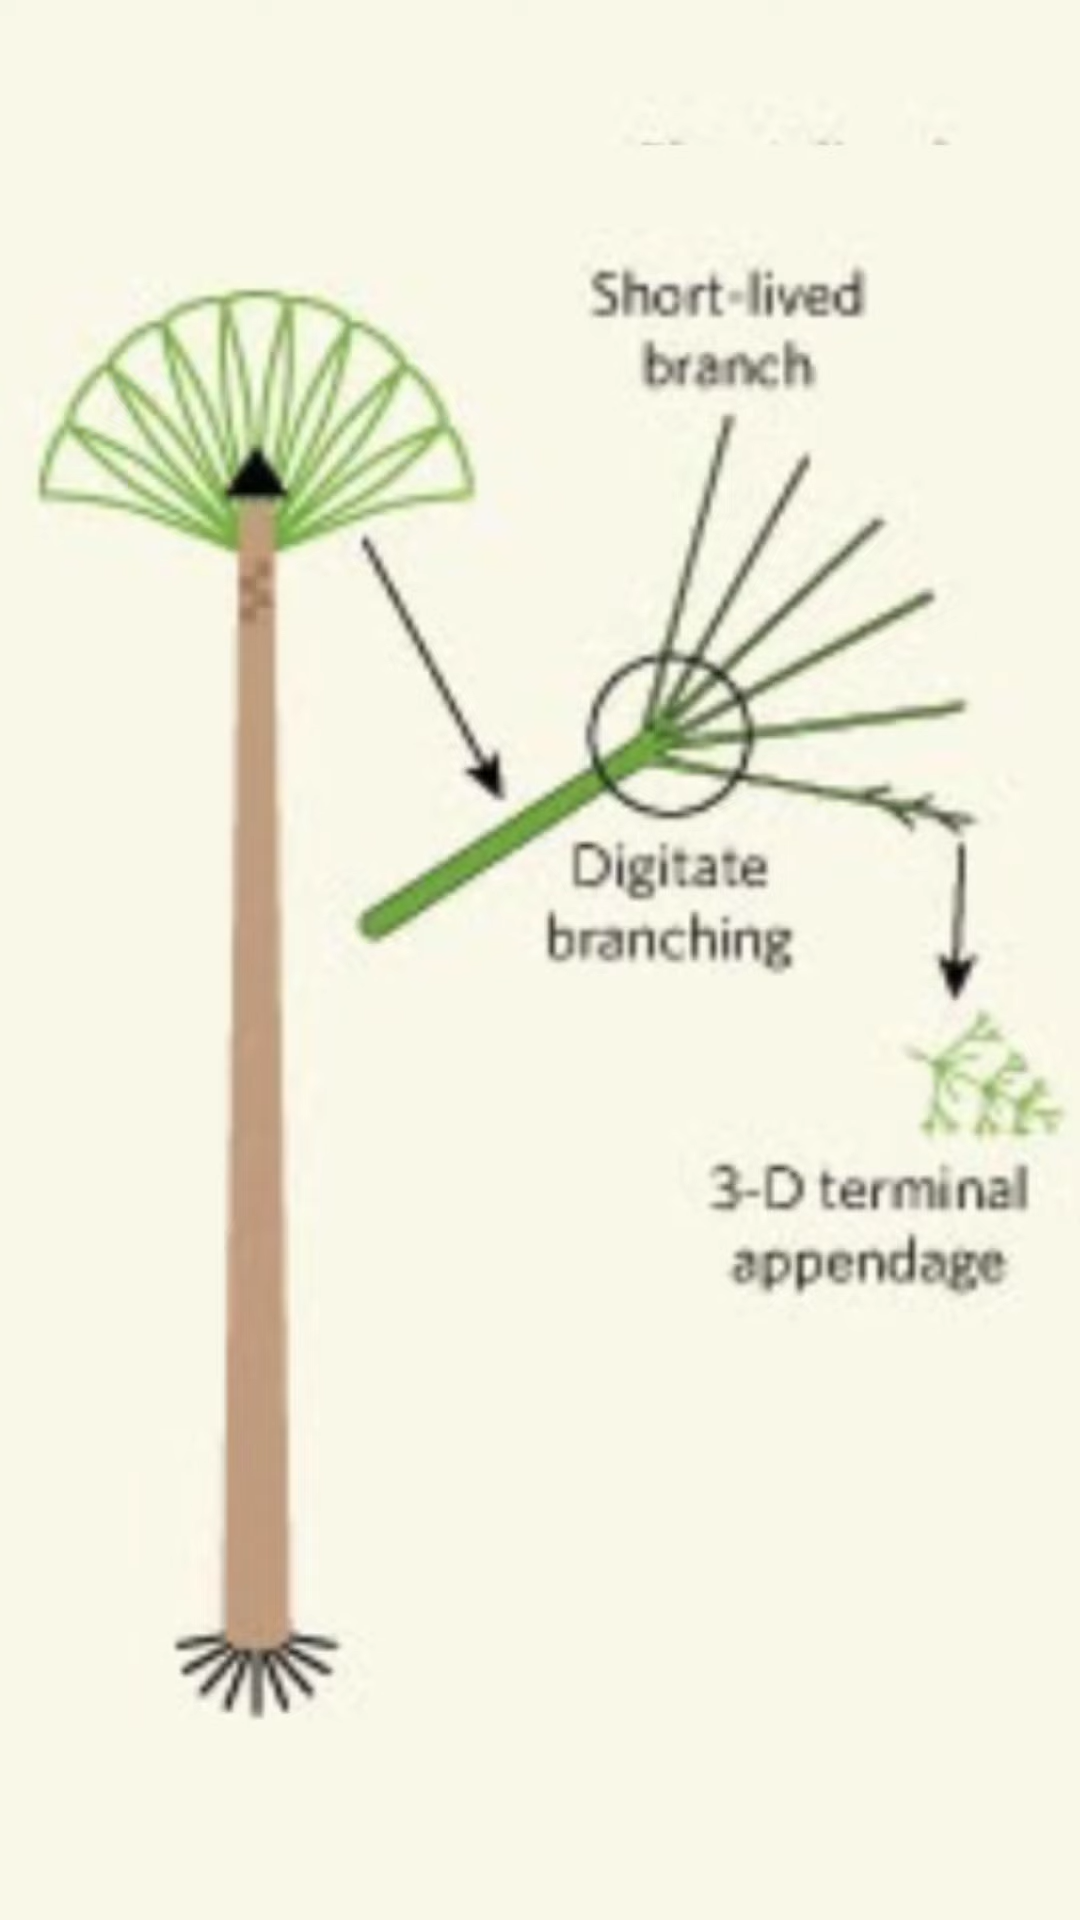 Short-lived
branch
Digitate
branching
3-D terminal
appendage